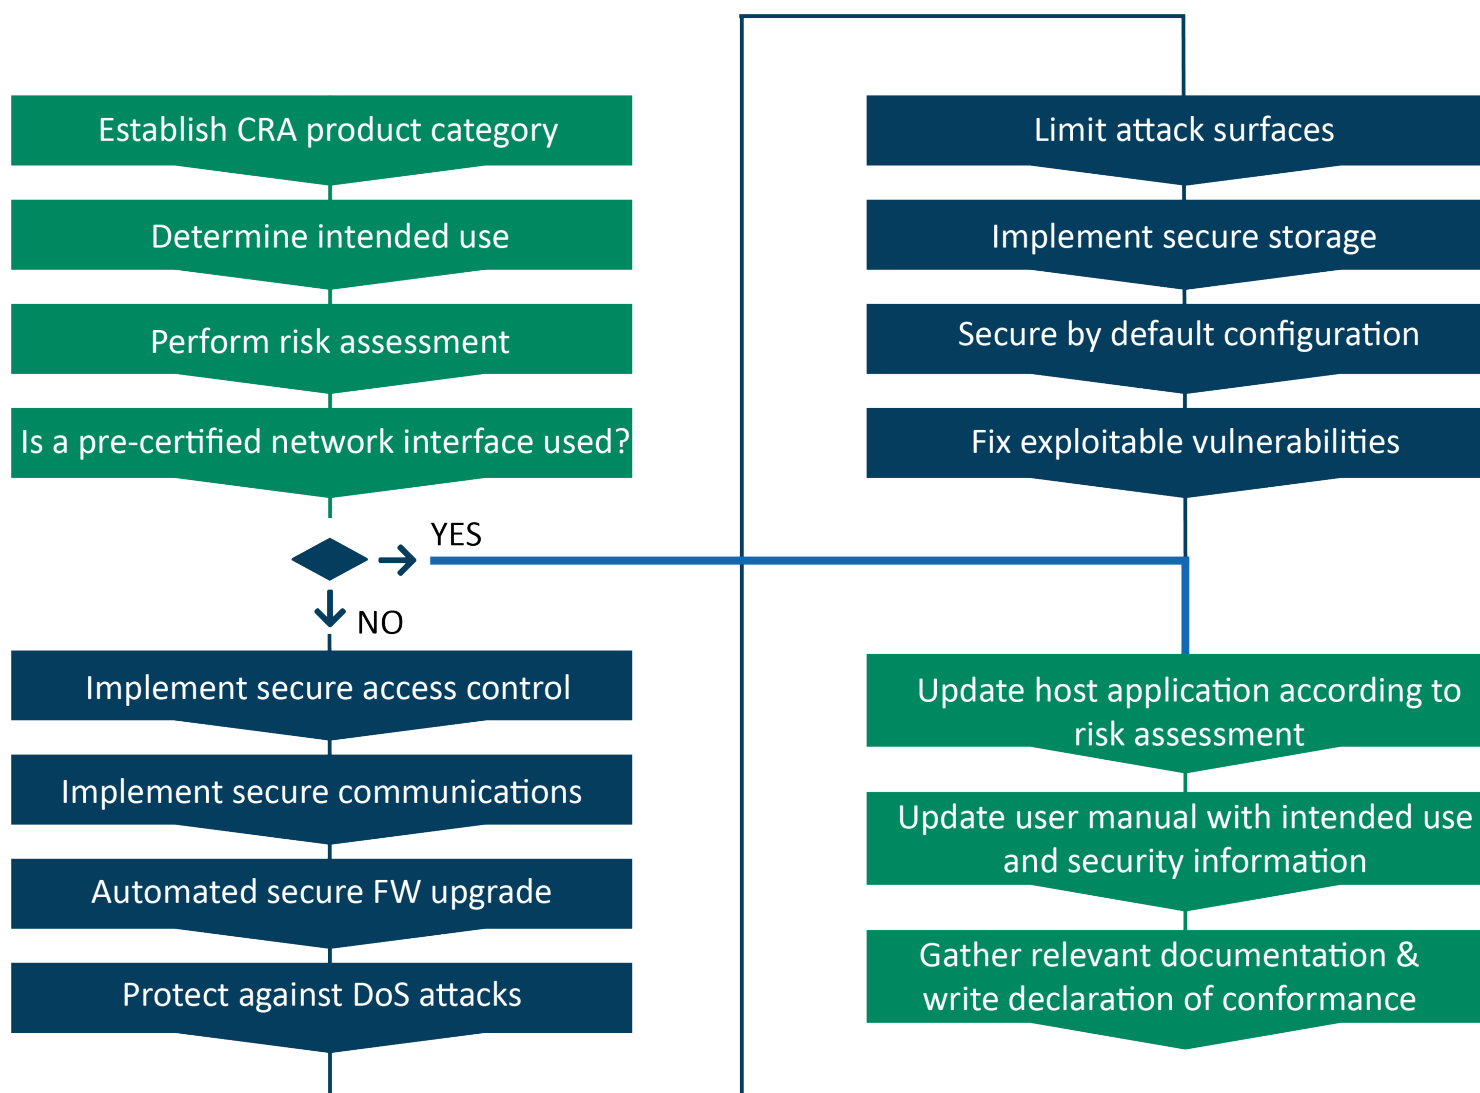 Establish CRA product category
Determine intended use
Perform risk assessment
Is a pre-certified network interface used?
YES
NO
Implement secure access control
Implement secure communications
Automated secure FW upgrade
Protect against DoS attacks
Limit attack surfaces
Implement secure storage
Secure by default configuration
Fix exploitable vulnerabilities
Update host application according to
risk assessment
Update user manual with intended use
and security information
Gather relevant documentation &
write declaration of conformance